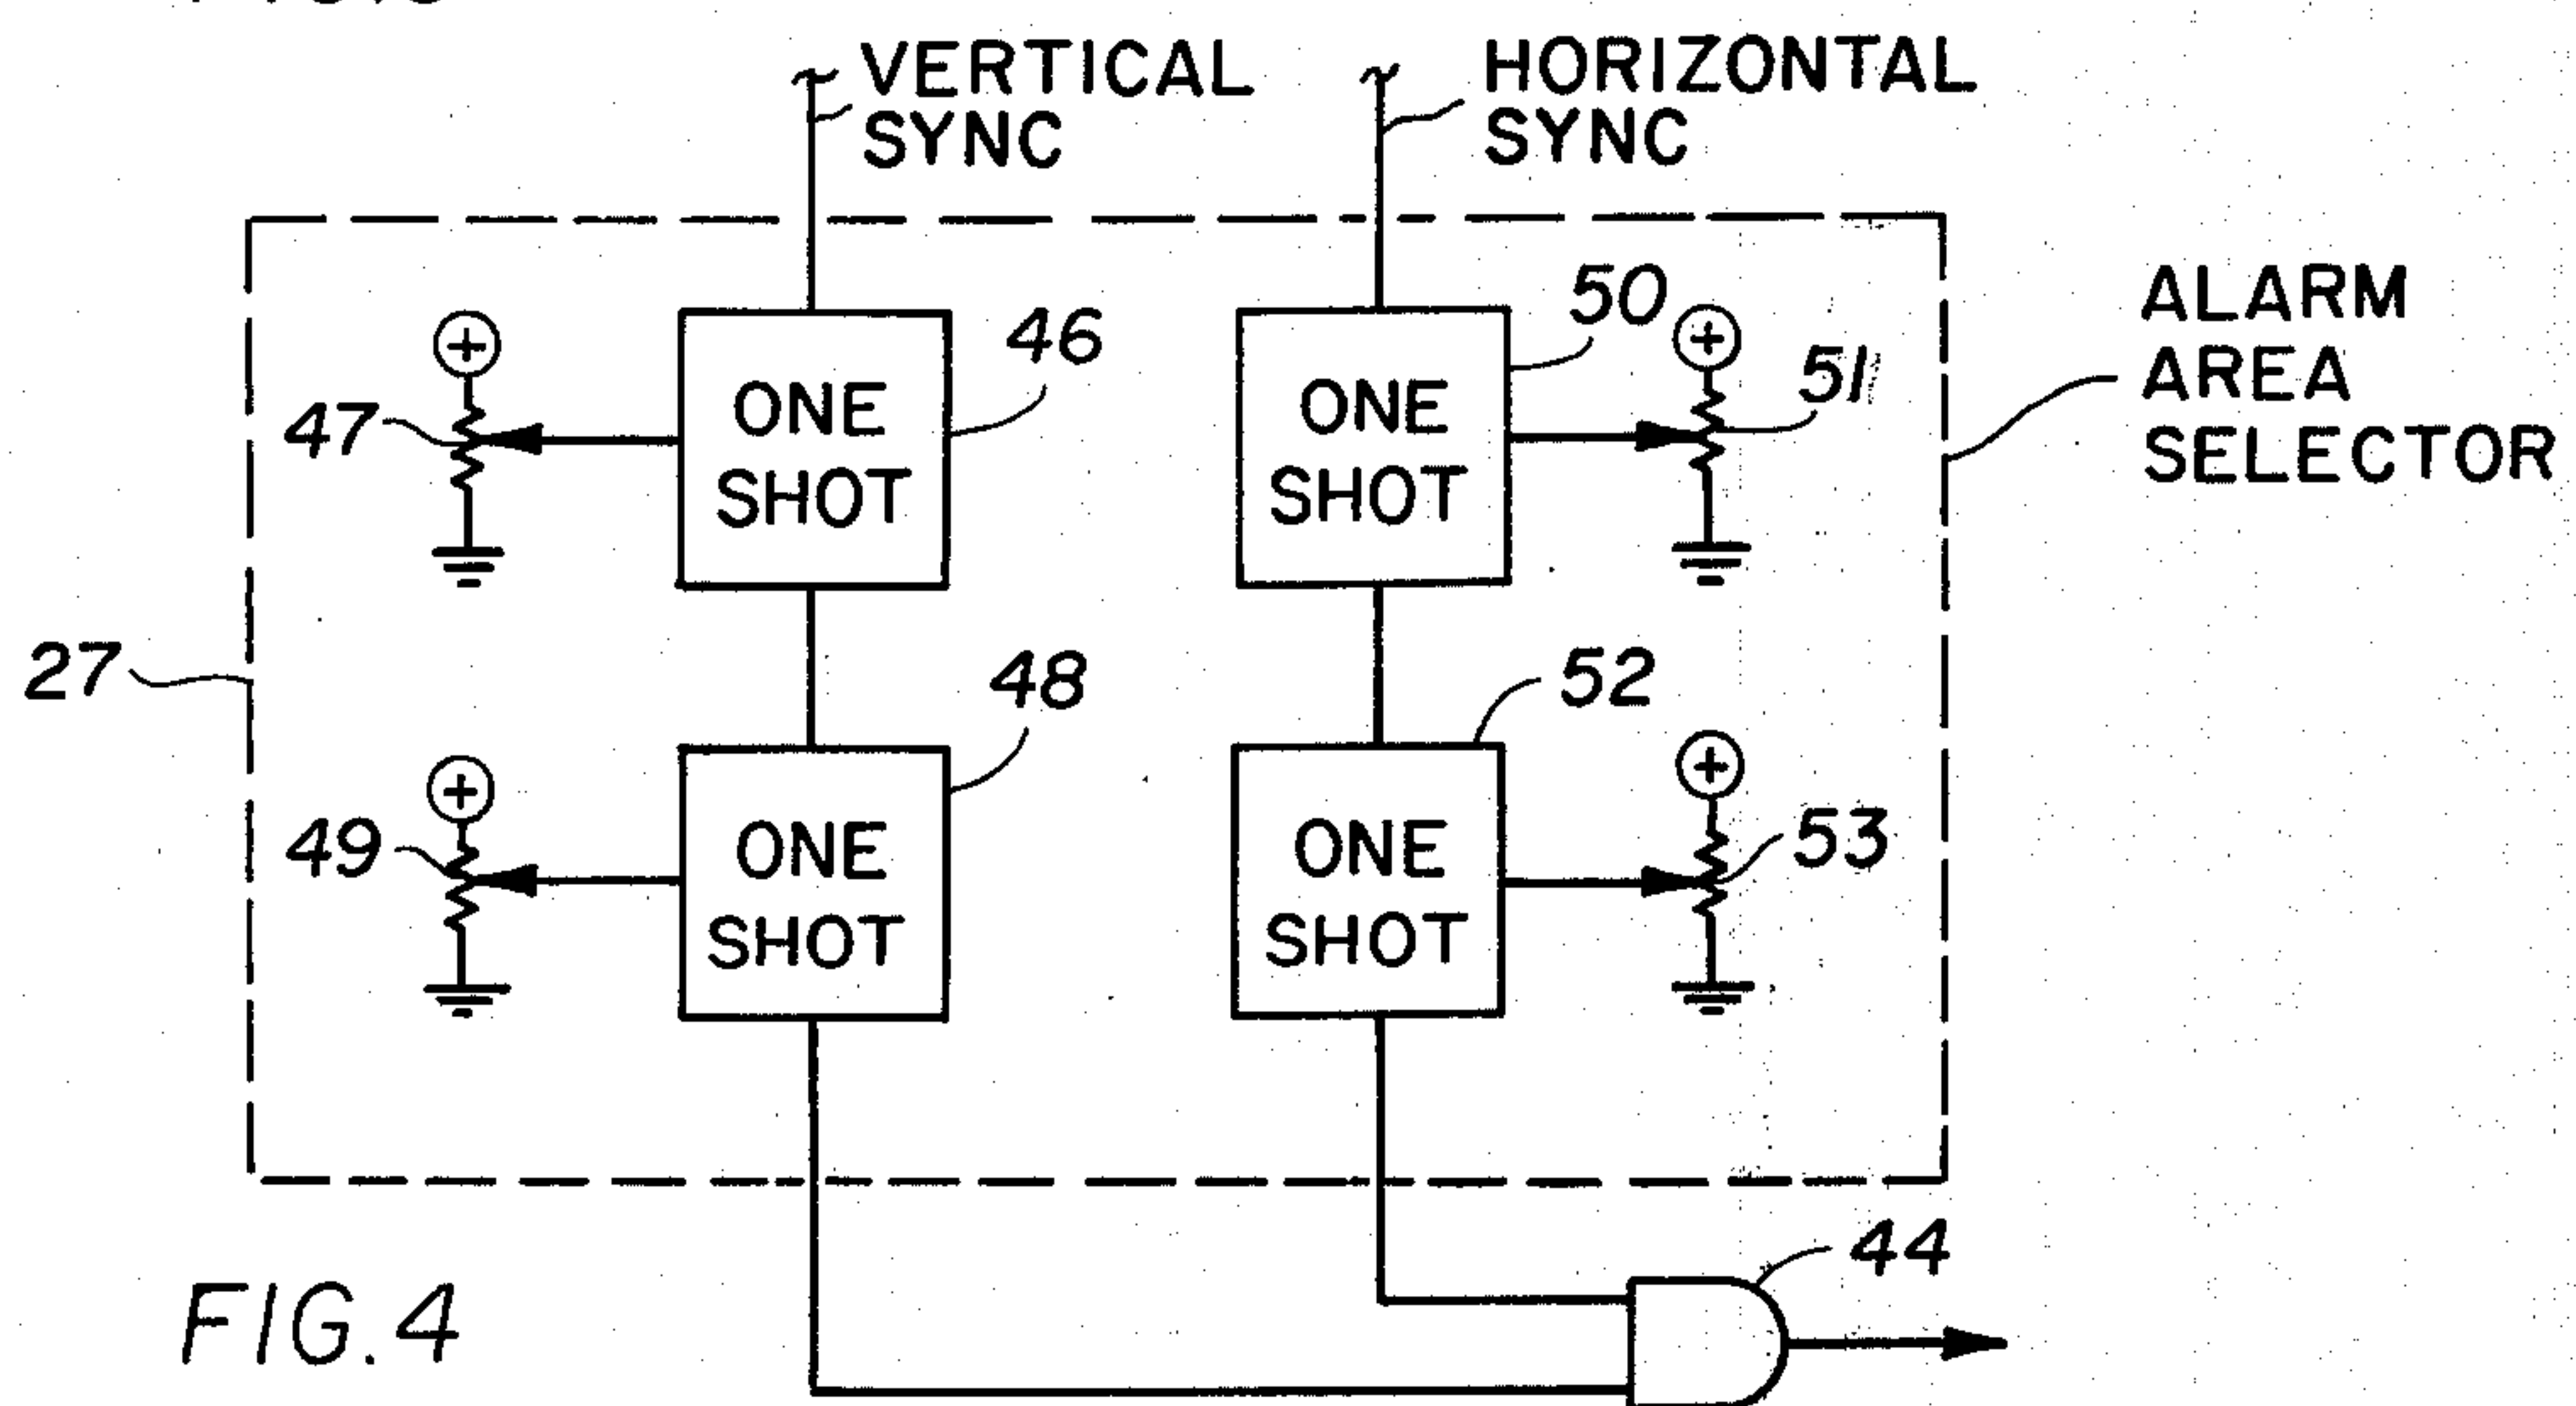 VERTICAL
SYNC
HORIZONTAL
SYNC
ALARM
AREA
SELECTOR
27
47
+
ONE
SHOT
46
ONE
SHOT
50
+
51
49
+
ONE
SHOT
48
ONE
SHOT
52
+
53
44
FIG.4